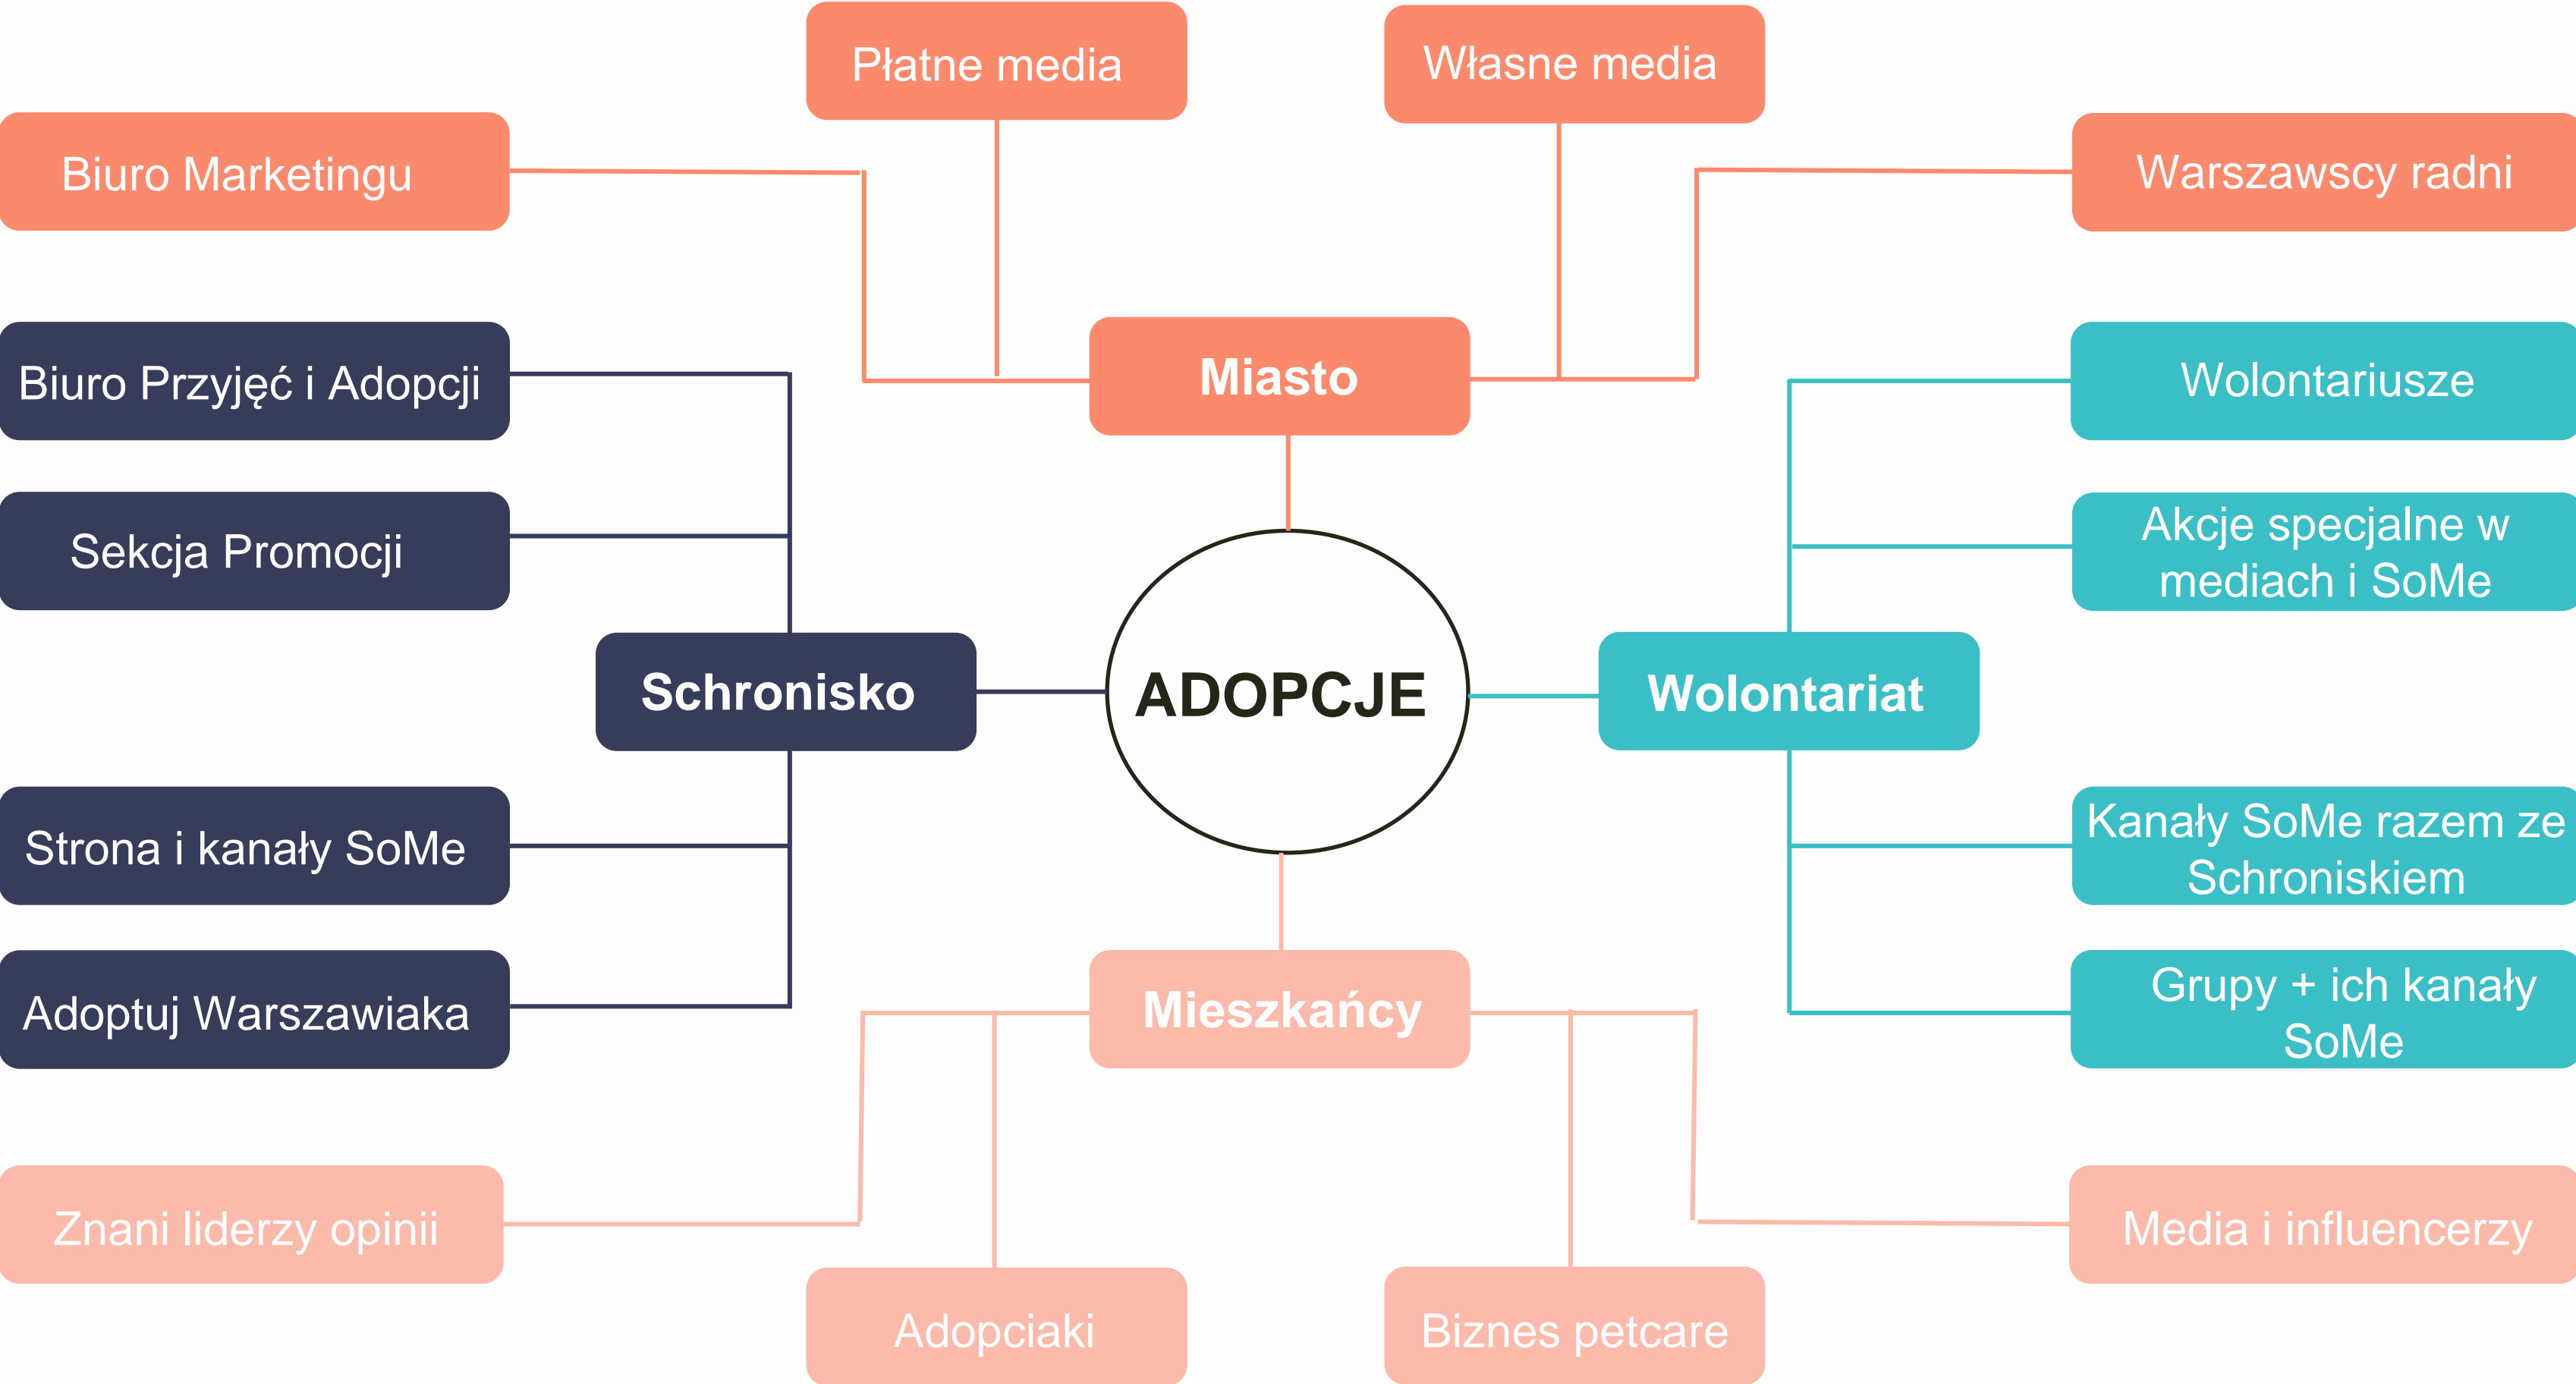 Płatne media
Własne media
Biuro Marketingu
Warszawscy radni
Biuro Przyjęć i Adopcji
Miasto
Wolontariusze
Sekcja Promocji
Akcje specjalne w
mediach i SoMe
Schronisko
ADOPCJE
Wolontariat
Strona i kanały SoMe
Kanały SoMe razem ze
Schroniskiem
Adoptuj Warszawiaka
Mieszkańcy
Grupy + ich kanały
SoMe
Znani liderzy opinii
Media i influencerzy
Adopciaki
Biznes petcare